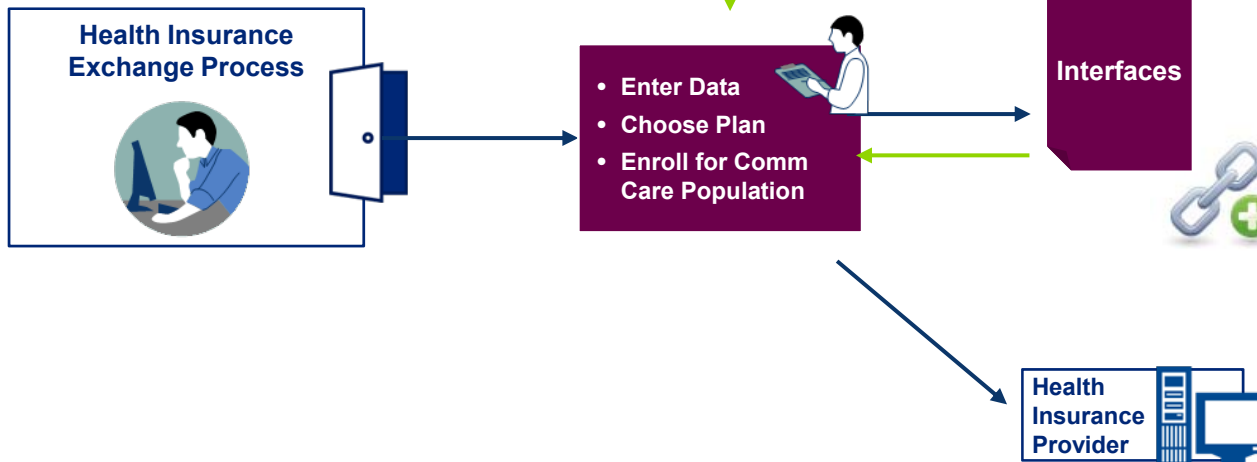 Health Insurance
Exchange Process
• Enter Data
• Choose Plan
• Enroll for Comm
Care Population
Interfaces
Health
Insurance
Provider